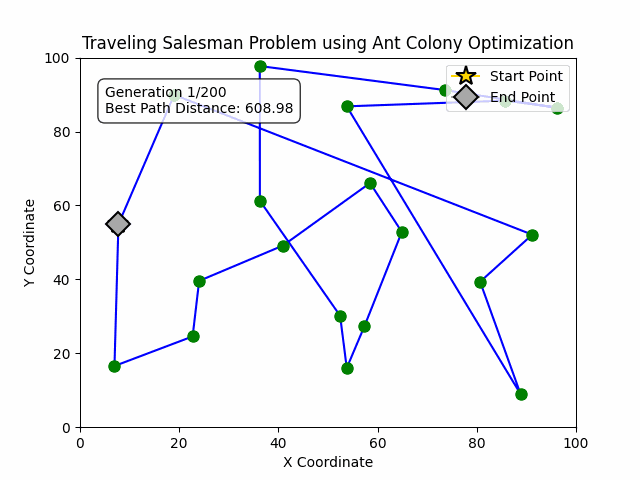 Traveling Salesman Problem using Ant Colony Optimization
Generation 1/200
Best Path Distance: 608.98
Start Point
End Point
100
80
60
40
20
0
Y Coordinate
0 20 40 60 80 100
X Coordinate